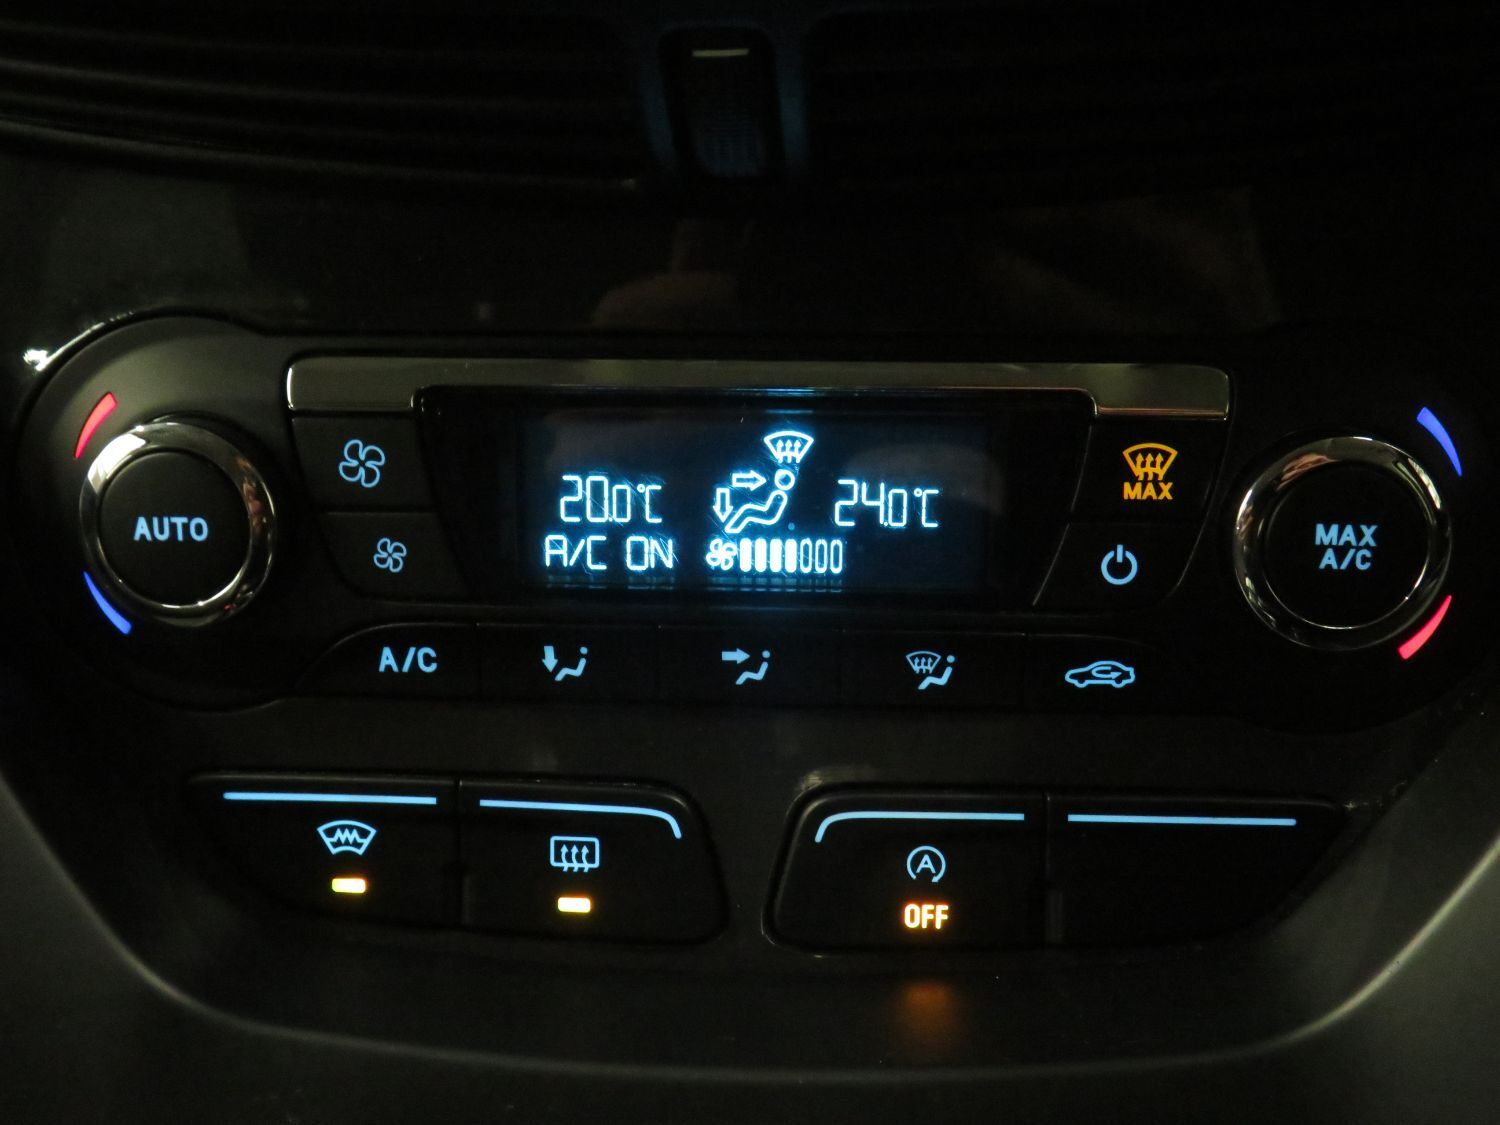 AUTO
20.0°C
24.0°C
A/C ON
MAX
MAX
A/C
A/C
A
OFF